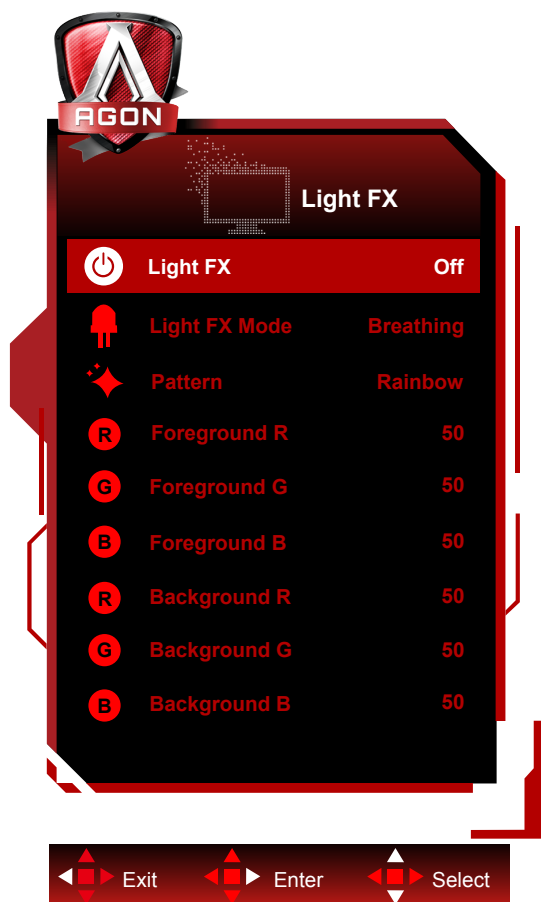 AGON
Light FX
Light FX Off
Light FX Mode Breathing
Pattern Rainbow
R Foreground R 50
G Foreground G 50
B Foreground B 50
R Background R 50
G Background G 50
B Background B 50
Exit Enter Select